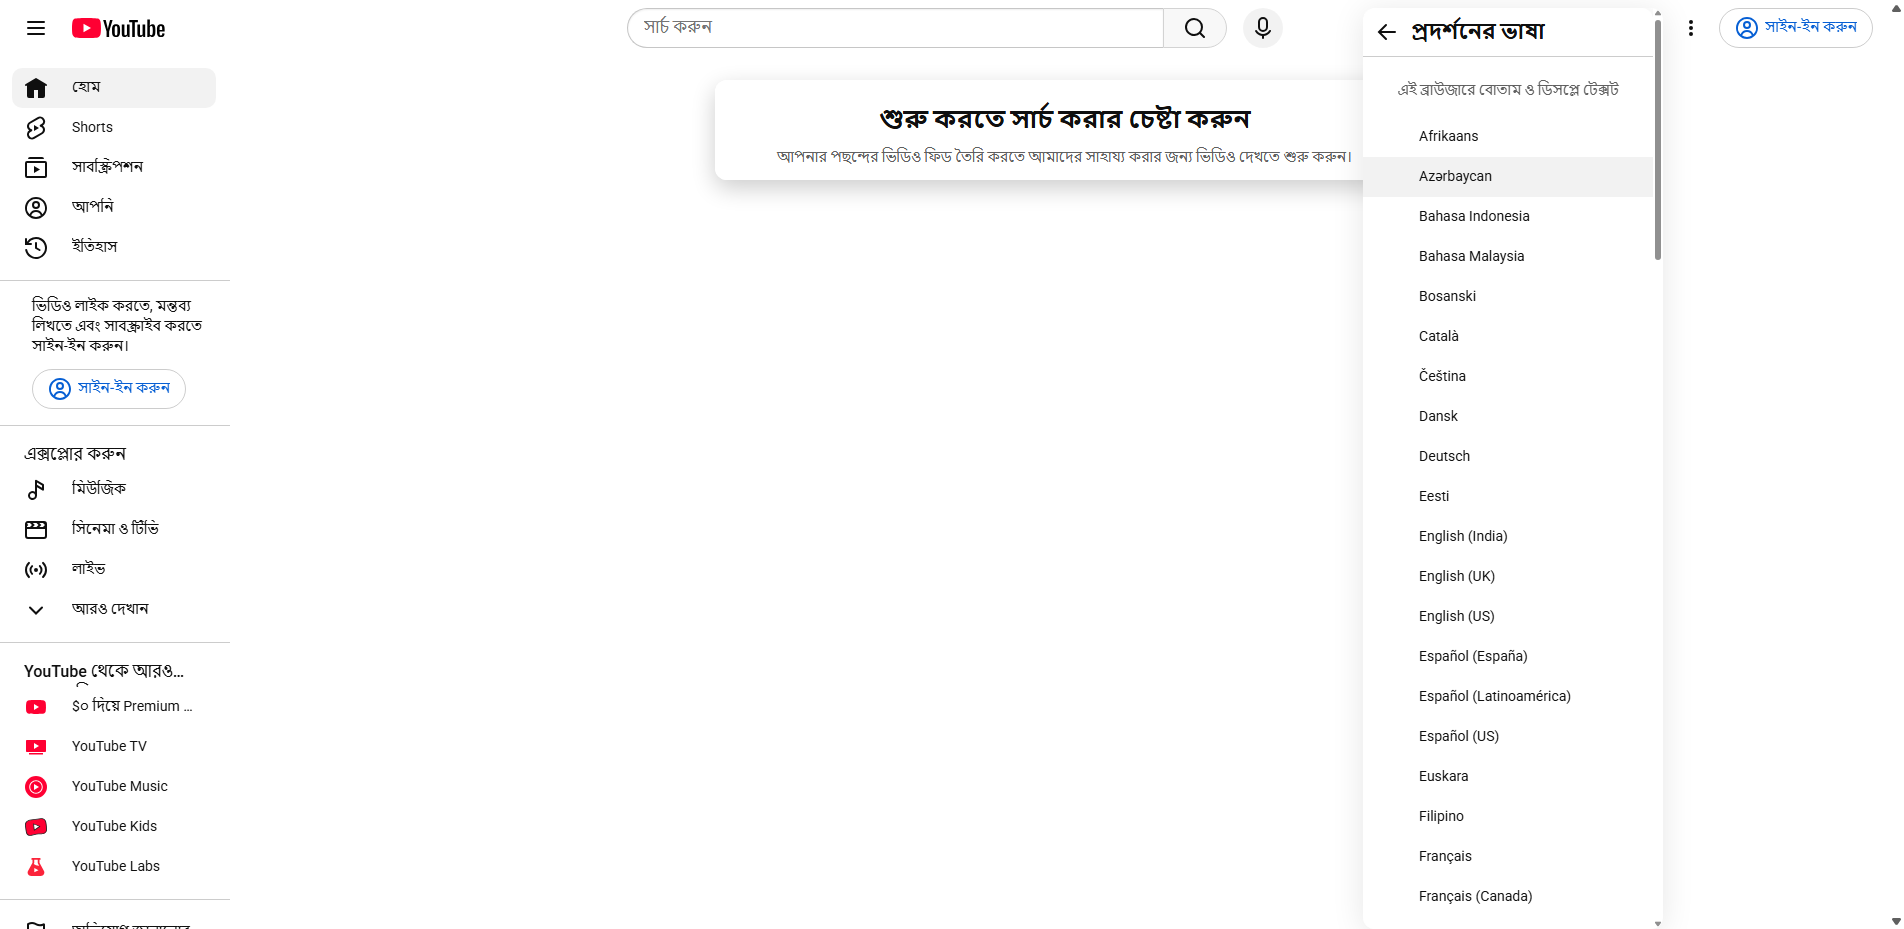 YouTube
সার্চ করুন
সাইন-ইন করুন
হোম
Shorts
সাবস্ক্রিপশন
আপনি
ইতিহাস
ভিডিও লাইক করতে, মন্তব্য
লিখতে এবং সাবস্ক্রাইব করতে
সাইন-ইন করুন।
সাইন-ইন করুন
এক্সপ্লোর করুন
মিউজিক
সিনেমা ও টিভি
লাইভ
আরও দেখান
YouTube থেকে আরও...
$০ দিয়ে Premium ...
YouTube TV
YouTube Music
YouTube Kids
YouTube Labs
শুরু করতে সার্চ করার চেষ্টা করুন
আপনার পছন্দের ভিডিও ফিড তৈরি করতে আমাদের সাহায্য করার জন্য ভিডিও দেখতে শুরু করুন।
প্রদর্শনের ভাষা
এই ব্রাউজারে বোতাম ও ডিসপ্লে টেক্সট
Afrikaans
Azərbaycan
Bahasa Indonesia
Bahasa Malaysia
Bosanski
Català
Čeština
Dansk
Deutsch
Eesti
English (India)
English (UK)
English (US)
Español (España)
Español (Latinoamérica)
Español (US)
Euskara
Filipino
Français
Français (Canada)